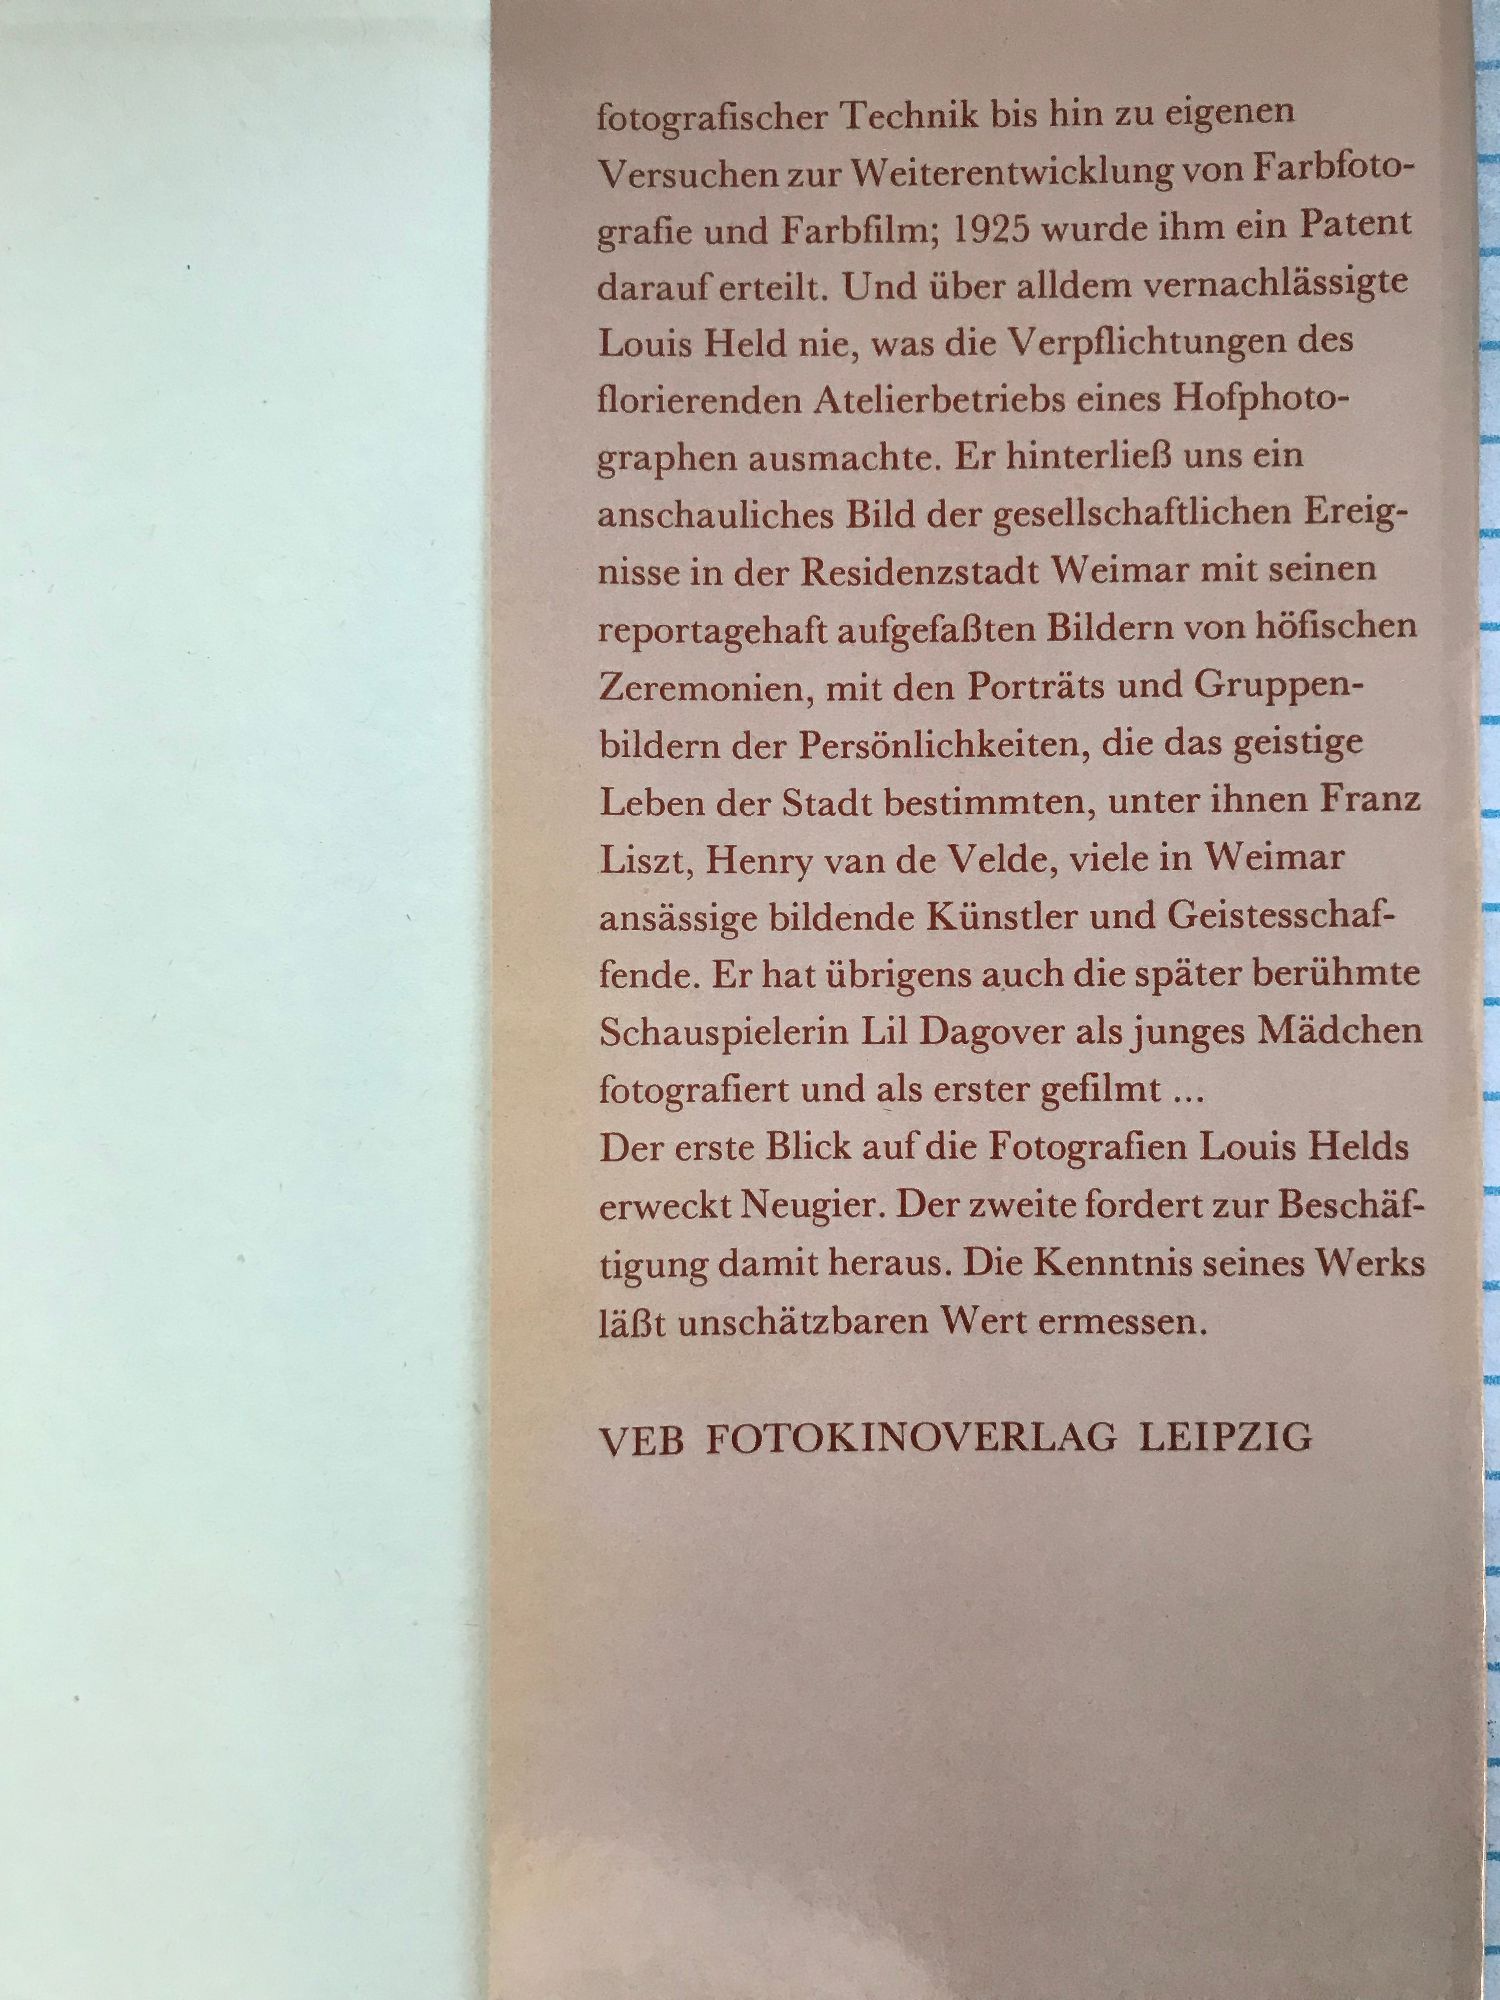 fotografischer Technik bis hin zu eigenen
Versuchen zur Weiterentwicklung von Farbfoto-
grafie und Farbfilm; 1925 wurde ihm ein Patent
darauf erteilt. Und über alldem vernachlässigte
Louis Held nie, was die Verpflichtungen des
florierenden Atelierbetriebs eines Hofphoto-
graphen ausmachte. Er hinterließ uns ein
anschauliches Bild der gesellschaftlichen Ereig-
nisse in der Residenzstadt Weimar mit seinen
reportagehaft aufgefaßten Bildern von höfischen
Zeremonien, mit den Porträts und Gruppen-
bildern der Persönlichkeiten, die das geistige
Leben der Stadt bestimmten, unter ihnen Franz
Liszt, Henry van de Velde, viele in Weimar
ansässige bildende Künstler und Geistesschaf-
fende. Er hat übrigens auch die später berühmte
Schauspielerin Lil Dagover als junges Mädchen
fotografiert und als erster gefilmt ...
Der erste Blick auf die Fotografien Louis Helds
erweckt Neugier. Der zweite fordert zur Beschäf-
tigung damit heraus. Die Kenntnis seines Werks
läßt unschätzbaren Wert ermessen.
VEB FOTOKINOVERLAG LEIPZIG